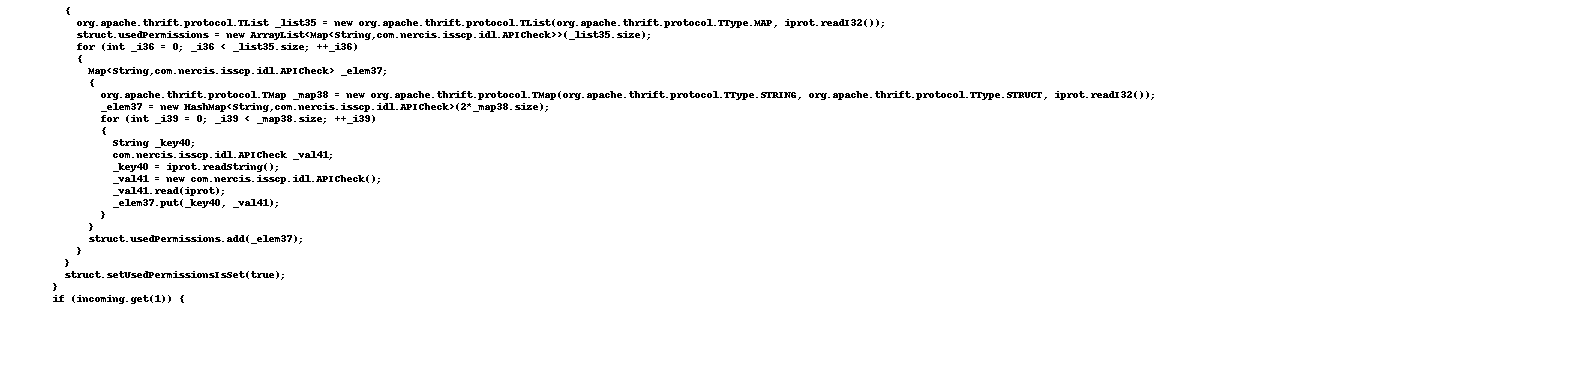 {
org.apache.thrift.protocol.TList _list35 = new org.apache.thrift.protocol.TList(org.apache.thrift.protocol.TType.MAP, iprot.readI32());
struct.usedPermissions = new ArrayList<Map<String,com.nercis.isscp.idl.APICheck>>(_list35.size);
for (int _i36 = 0; _i36 < _list35.size; ++_i36)
{
Map<String,com.nercis.isscp.idl.APICheck> _elem37;
{
org.apache.thrift.protocol.TMap _map38 = new org.apache.thrift.protocol.TMap(org.apache.thrift.protocol.TType.STRING, org.apache.thrift.protocol.TType.STRUCT, iprot.readI32());
_elem37 = new HashMap<String,com.nercis.isscp.idl.APICheck>(2*_map38.size);
for (int _i39 = 0; _i39 < _map38.size; ++_i39)
{
String _key40;
com.nercis.isscp.idl.APICheck _val41;
_key40 = iprot.readString();
_val41 = new com.nercis.isscp.idl.APICheck();
_val41.read(iprot);
_elem37.put(_key40, _val41);
}
}
struct.usedPermissions.add(_elem37);
}
}
struct.setUsedPermissionsIsSet(true);
}
if (incoming.get(1)) {